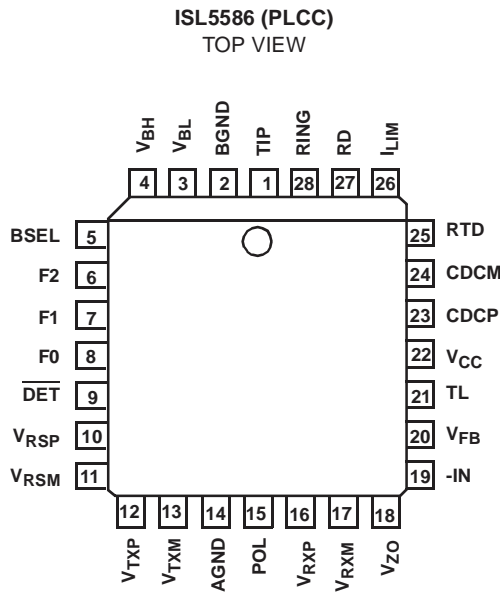 ISL5586 (PLCC)
TOP VIEW
VBH
VBL
BGND
TIP
RING
RD
ILIM
4 3 2 1 28 27 26
BSEL 5
F2 6
F1 7
F0 8
DET 9
VRSP 10
VRSM 11
25 RTD
24 CDCM
23 CDCP
22 VCC
21 TL
20 VFB
19 -IN
12 13 14 15 16 17 18
VTXP
VTXM
AGND
POL
VRXP
VRXM
VZO